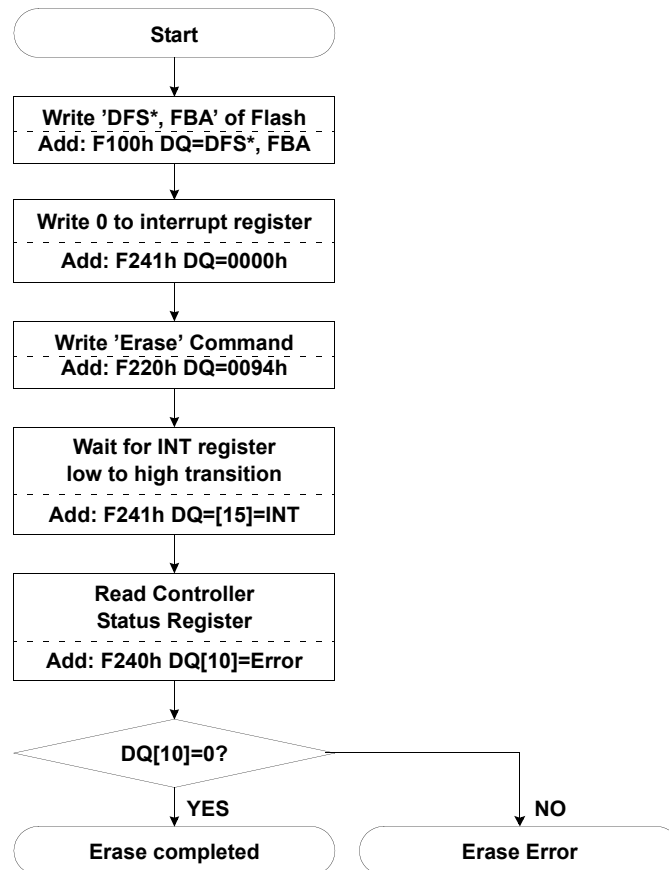 Start
Write ’DFS*, FBA’ of Flash
Add: F100h DQ=DFS*, FBA
Write 0 to interrupt register
Add: F241h DQ=0000h
Write ’Erase’ Command
Add: F220h DQ=0094h
Wait for INT register
low to high transition
Add: F241h DQ=[15]=INT
Read Controller
Status Register
Add: F240h DQ[10]=Error
DQ[10]=0?
YES
NO
Erase completed
Erase Error